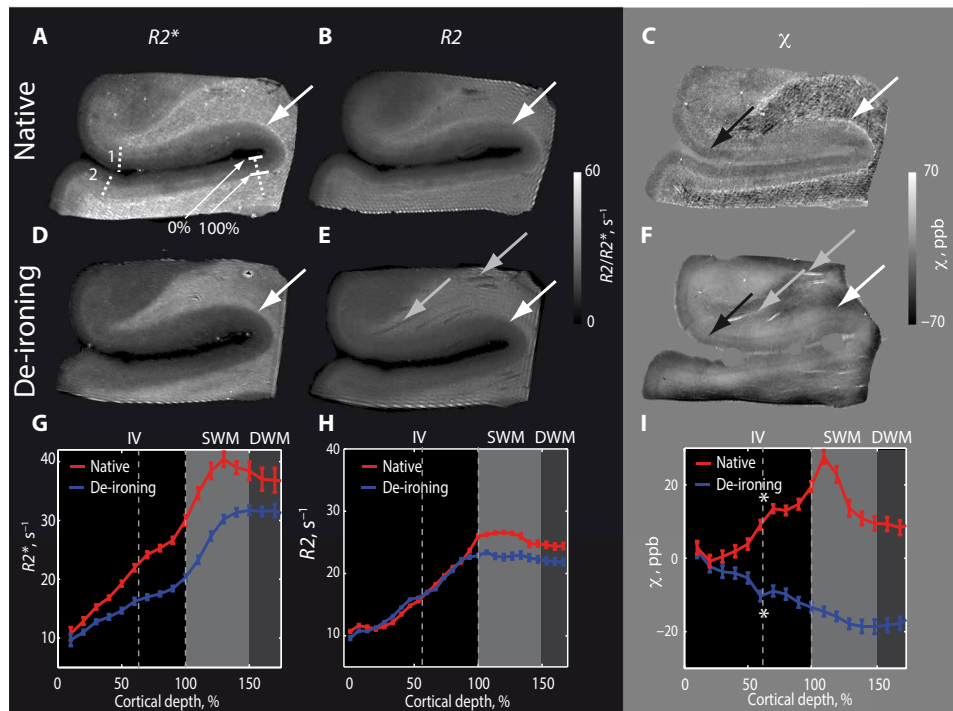 A R2* B R2 C χ
Native
1
2
0% 100%
60
R2/R2*, s⁻¹
0
70
χ, ppb
−70
D E F
De-ironing
G IV SWM DWM H IV SWM DWM I IV SWM DWM
Native
De-ironing
40
30
20
10
R2*, s⁻¹
0 50 100 150
Cortical depth, %
Native
De-ironing
40
30
20
10
R2, s⁻¹
0 50 100 150
Cortical depth, %
Native
De-ironing
20
0
−20
χ, ppb
*
*
0 50 100 150
Cortical depth, %